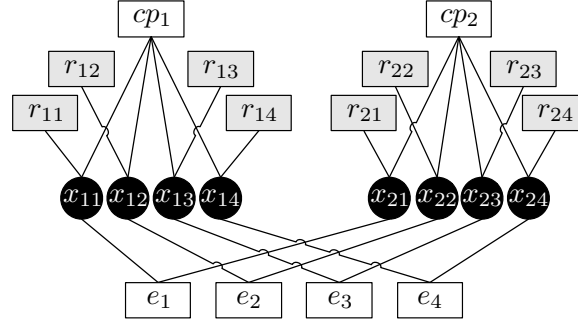 cp₁ cp₂
r₁₂ r₁₃ r₂₂ r₂₃
r₁₁ r₁₄ r₂₁ r₂₄
x₁₁ x₁₂ x₁₃ x₁₄ x₂₁ x₂₂ x₂₃ x₂₄
e₁ e₂ e₃ e₄